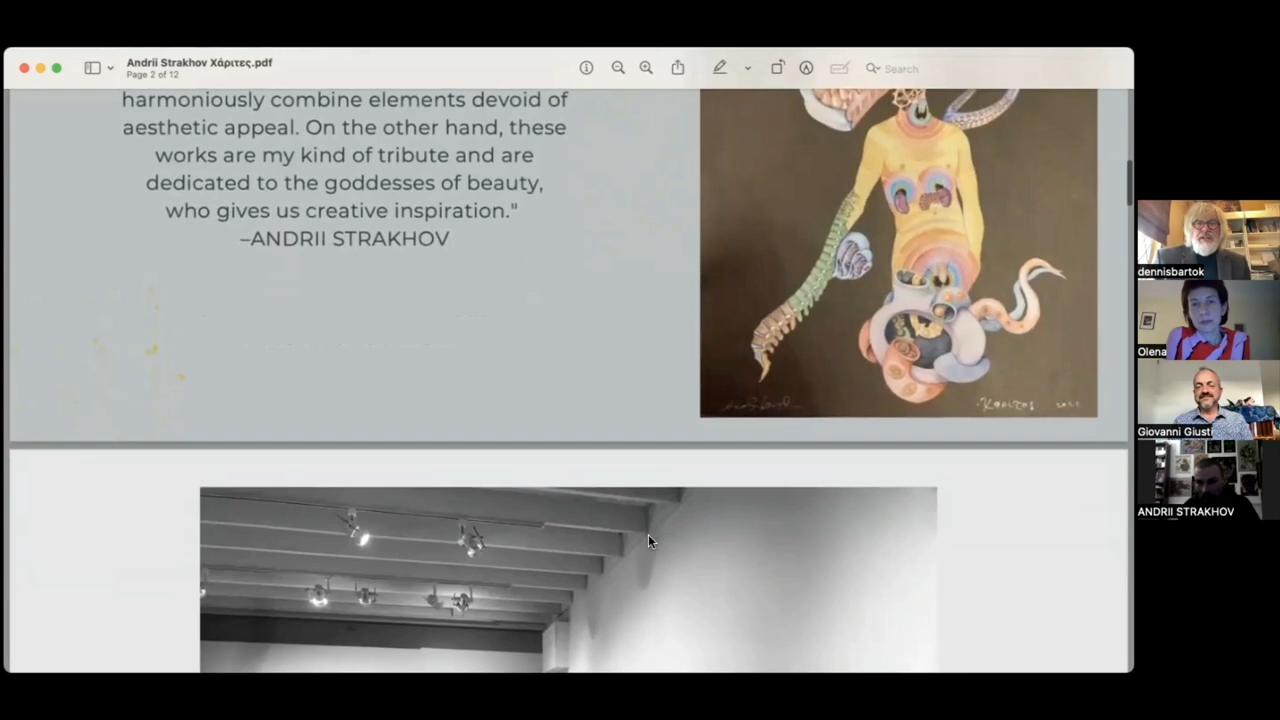 Andrii Strakhov Χάριτες.pdf
Page 2 of 12
Search
harmoniously combine elements devoid of
aesthetic appeal. On the other hand, these
works are my kind of tribute and are
dedicated to the goddesses of beauty,
who gives us creative inspiration."
–ANDRII STRAKHOV
dennisbartok
Olena
Giovanni Giusti
ANDRII STRAKHOV